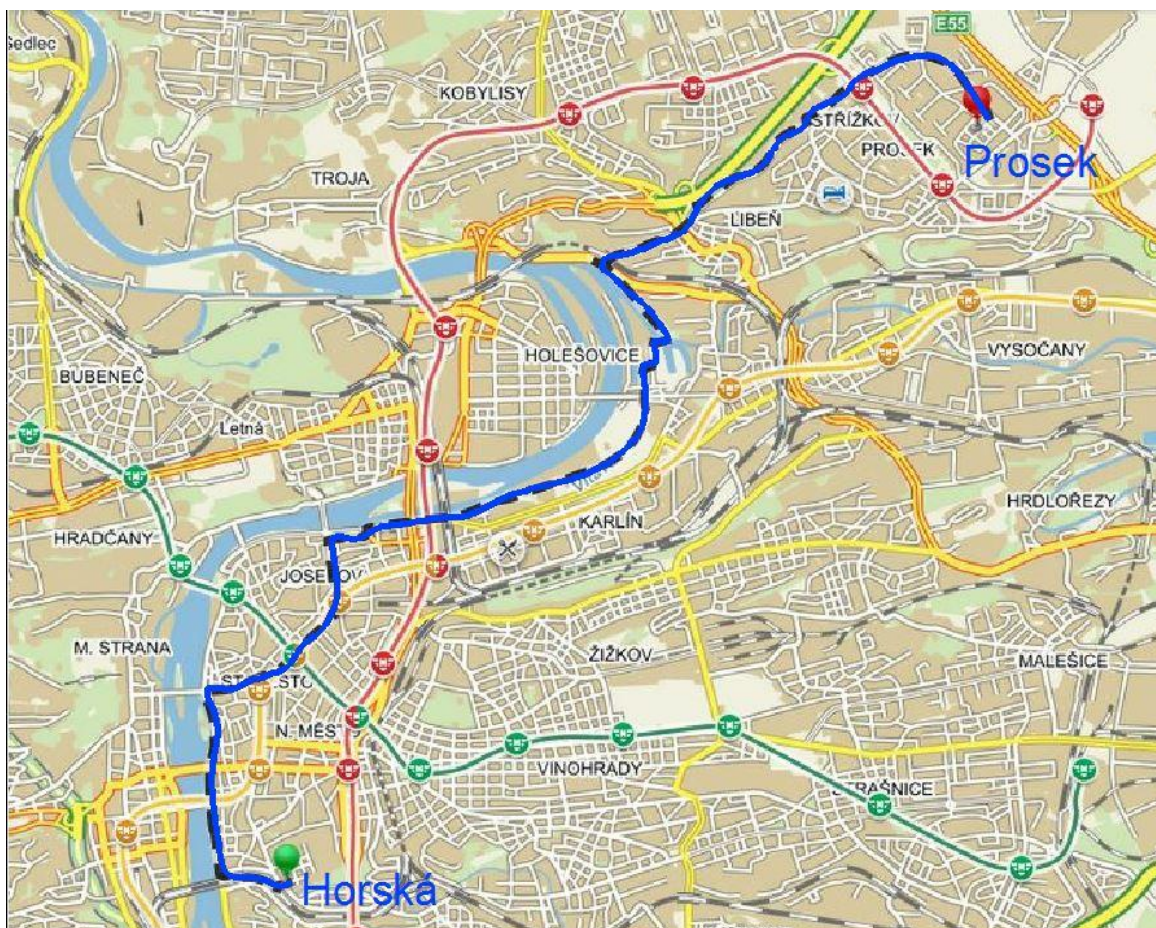 E55
Sedlec
KOBYLISY
STŘÍŽKOV
PROSEK
Prosek
TROJA
LIBEŇ
HOLEŠOVICE
VYSOČANY
BUBENEČ
Letná
HRDLOŘEZY
KARLÍN
HRADČANY
JOSEFOV
M. STRANA
ŽIŽKOV
MALEŠICE
N. MĚSTO
VINOHRADY
STRAŠNICE
Horská